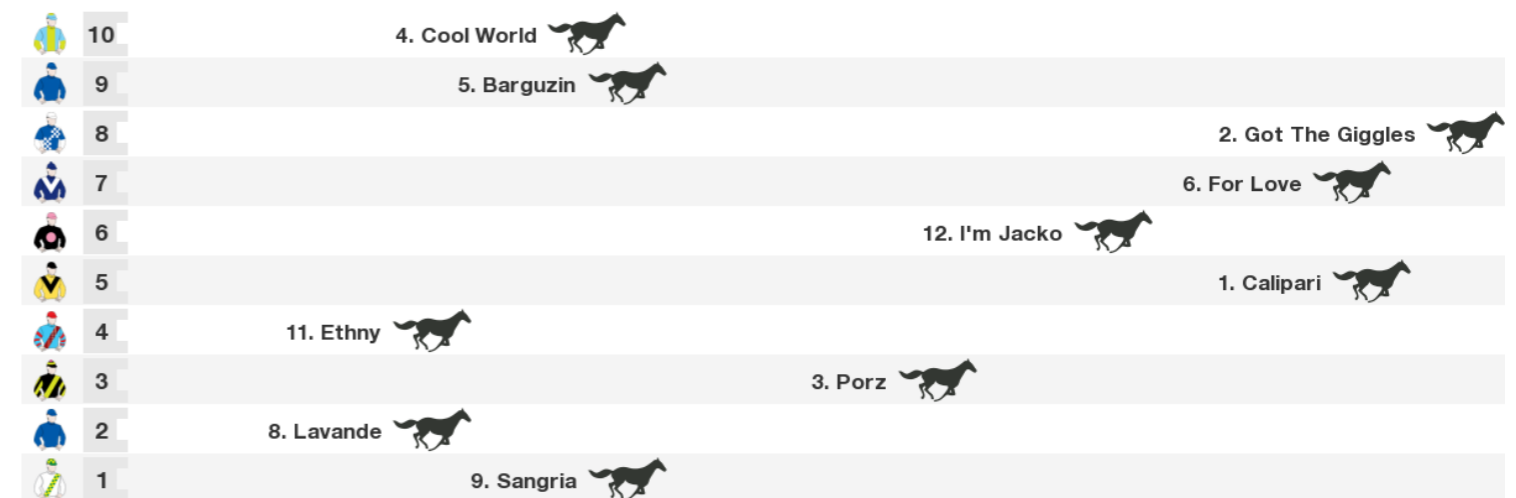 10 4. Cool World
9 5. Barguzin
8 2. Got The Giggles
7 6. For Love
6 12. I'm Jacko
5 1. Calipari
4 11. Ethny
3 3. Porz
2 8. Lavande
1 9. Sangria